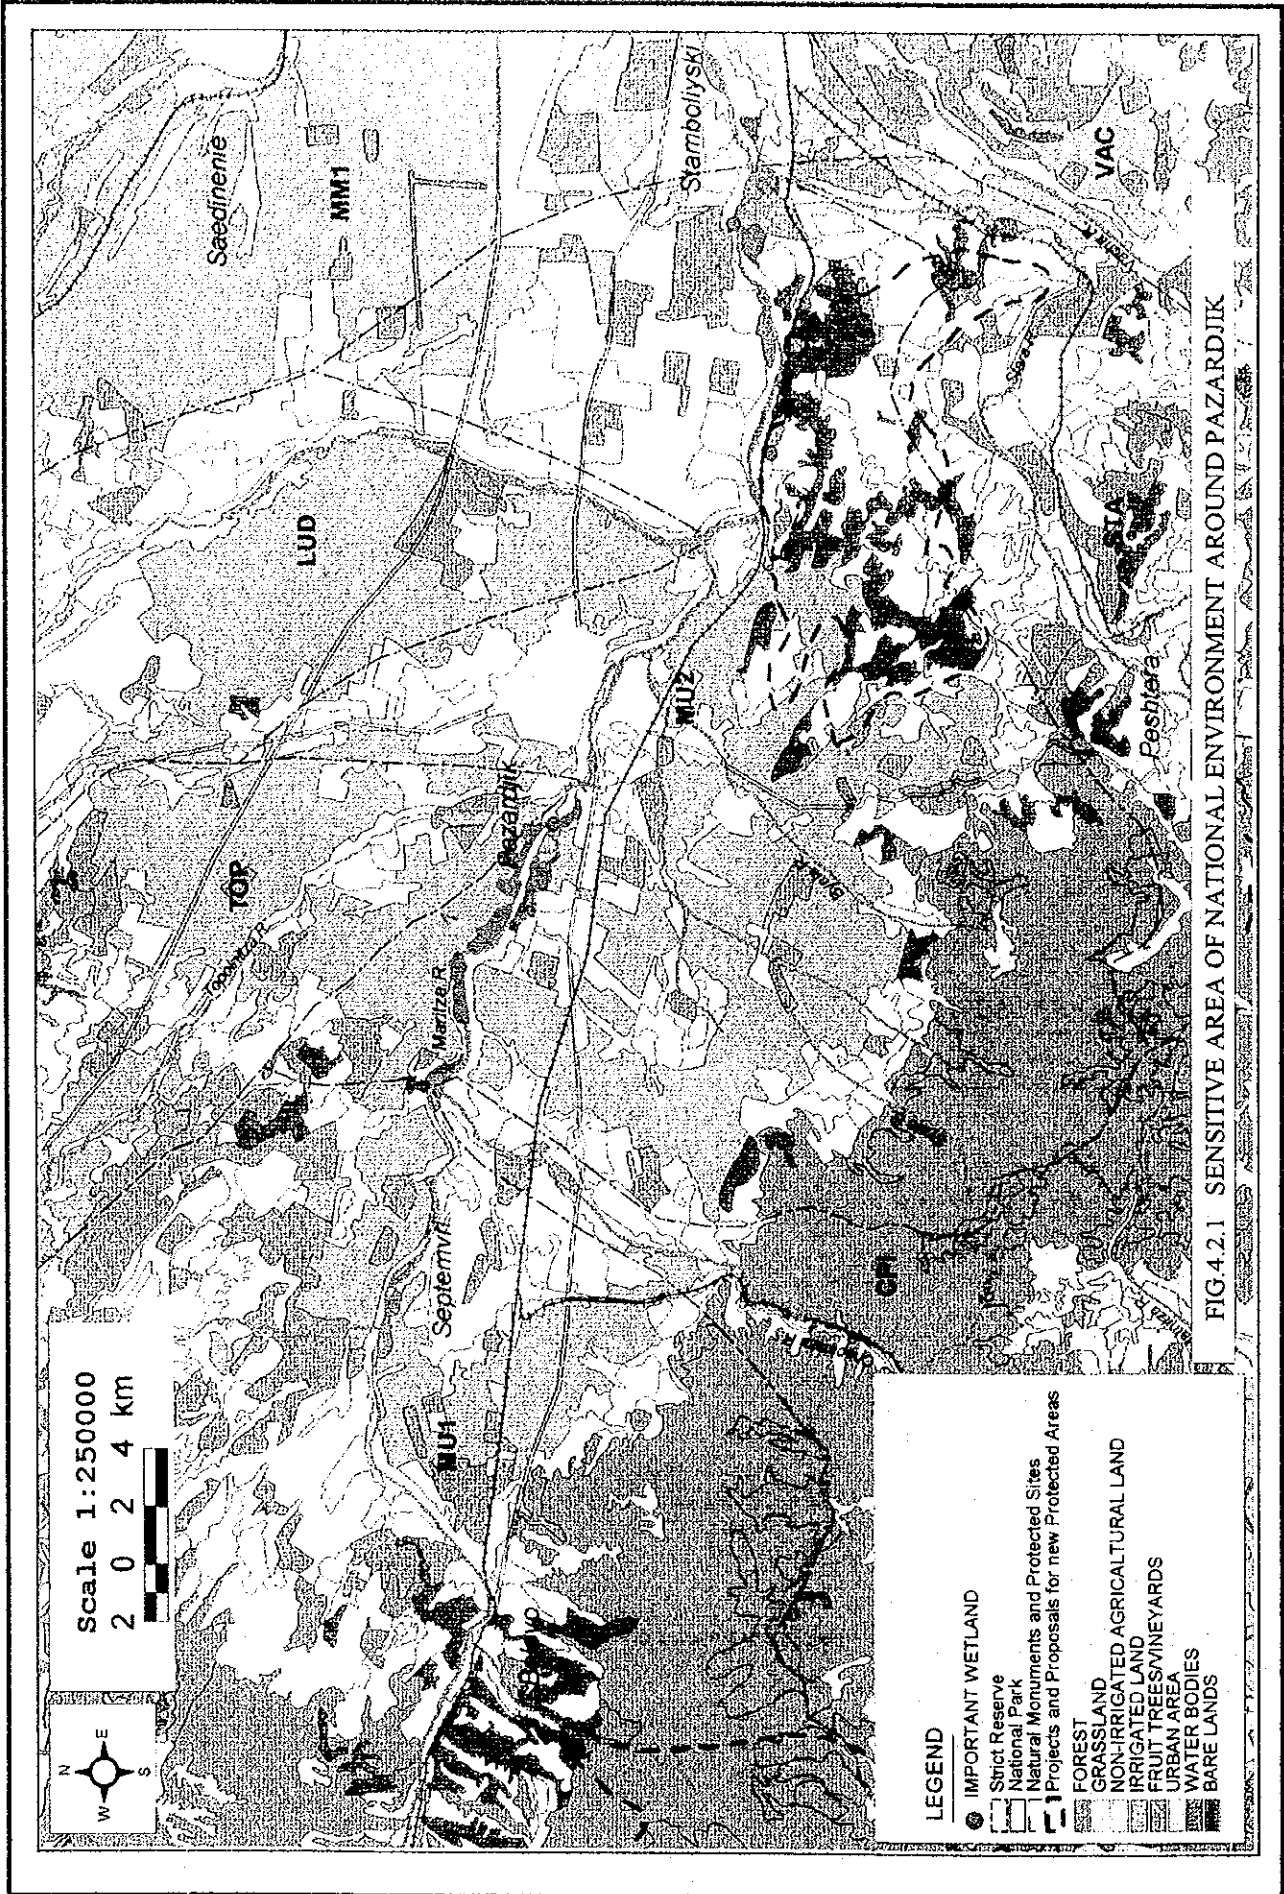 Scale 1:250000
2 0 2 4 km
N
W E
S
Saedinenie
MM1
Stamboliyski
VAC
LUD
TOP
Topolnitza R.
Pazardjik
MU2
Maritza R.
STA
Peshtera
Septemvri
MU1
LEGEND
IMPORTANT WETLAND
Strict Reserve
National Park
Natural Monuments and Protected Sites
Projects and Proposals for new Protected Areas
FOREST
GRASSLAND
NON-IRRIGATED AGRICALTURAL LAND
IRRIGATED LAND
FRUIT TREES/VINEYARDS
URBAN AREA
WATER BODIES
BARE LANDS
FIG.4.2.1 SENSITIVE AREA OF NATIONAL ENVIRONMENT AROUND PAZARDJIK